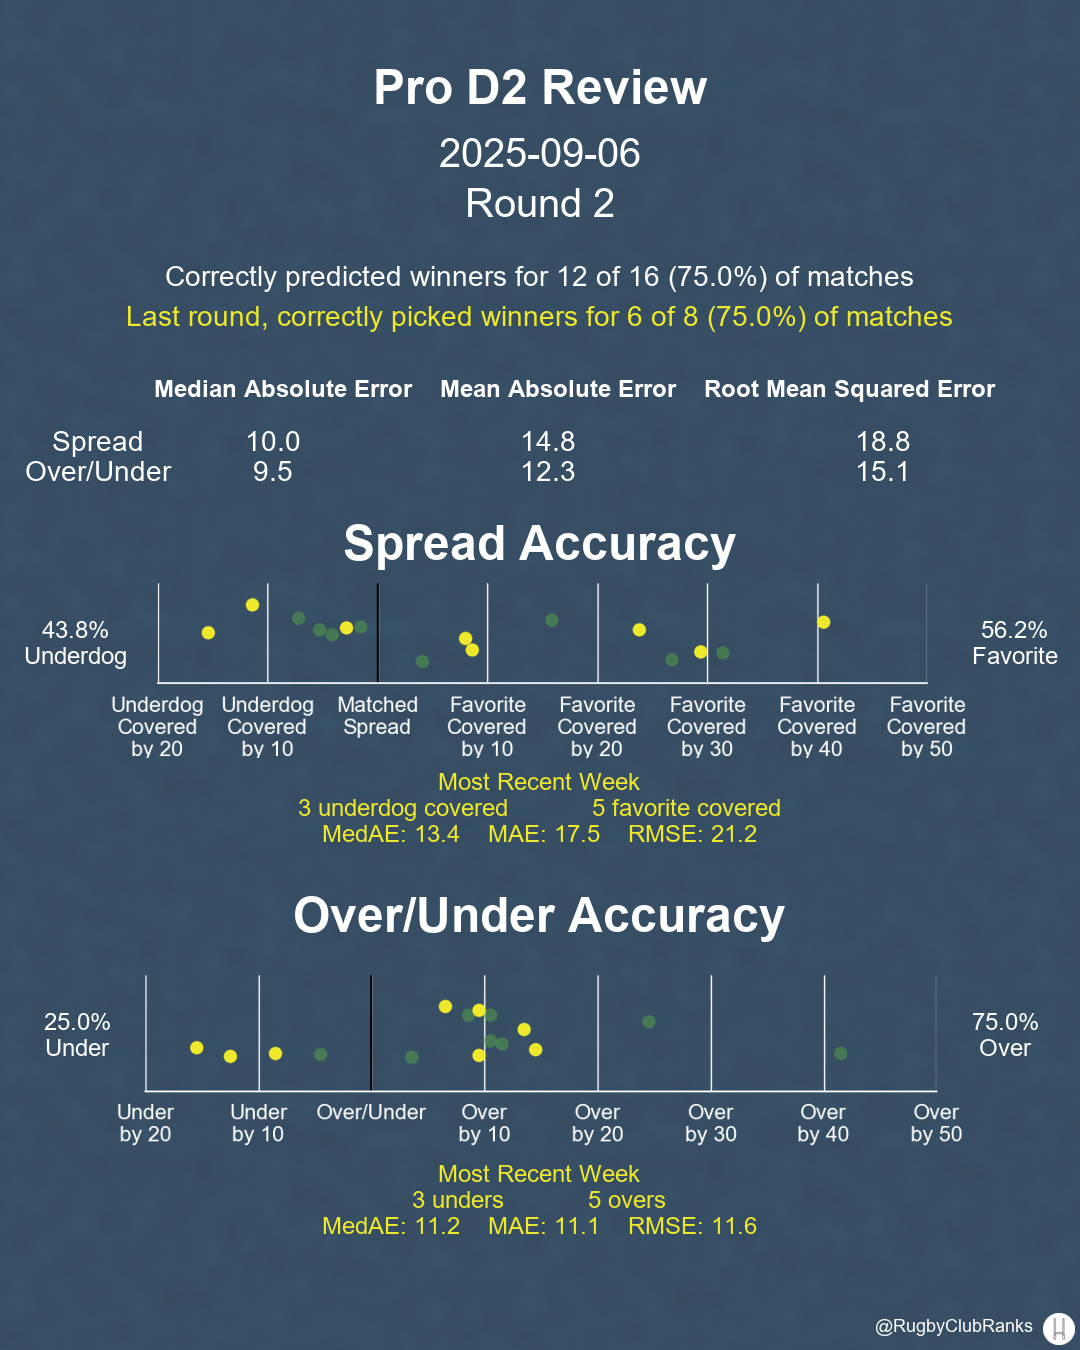 Pro D2 Review
2025-09-06
Round 2
Correctly predicted winners for 12 of 16 (75.0%) of matches
Last round, correctly picked winners for 6 of 8 (75.0%) of matches
Median Absolute Error Mean Absolute Error Root Mean Squared Error
Spread 10.0 14.8 18.8
Over/Under 9.5 12.3 15.1
Spread Accuracy
43.8%
Underdog
56.2%
Favorite
Underdog Covered by 20
Underdog Covered by 10
Matched Spread
Favorite Covered by 10
Favorite Covered by 20
Favorite Covered by 30
Favorite Covered by 40
Favorite Covered by 50
Most Recent Week
3 underdog covered 5 favorite covered
MedAE: 13.4 MAE: 17.5 RMSE: 21.2
Over/Under Accuracy
25.0%
Under
75.0%
Over
Under by 20
Under by 10
Over/Under
Over by 10
Over by 20
Over by 30
Over by 40
Over by 50
Most Recent Week
3 unders 5 overs
MedAE: 11.2 MAE: 11.1 RMSE: 11.6
@RugbyClubRanks